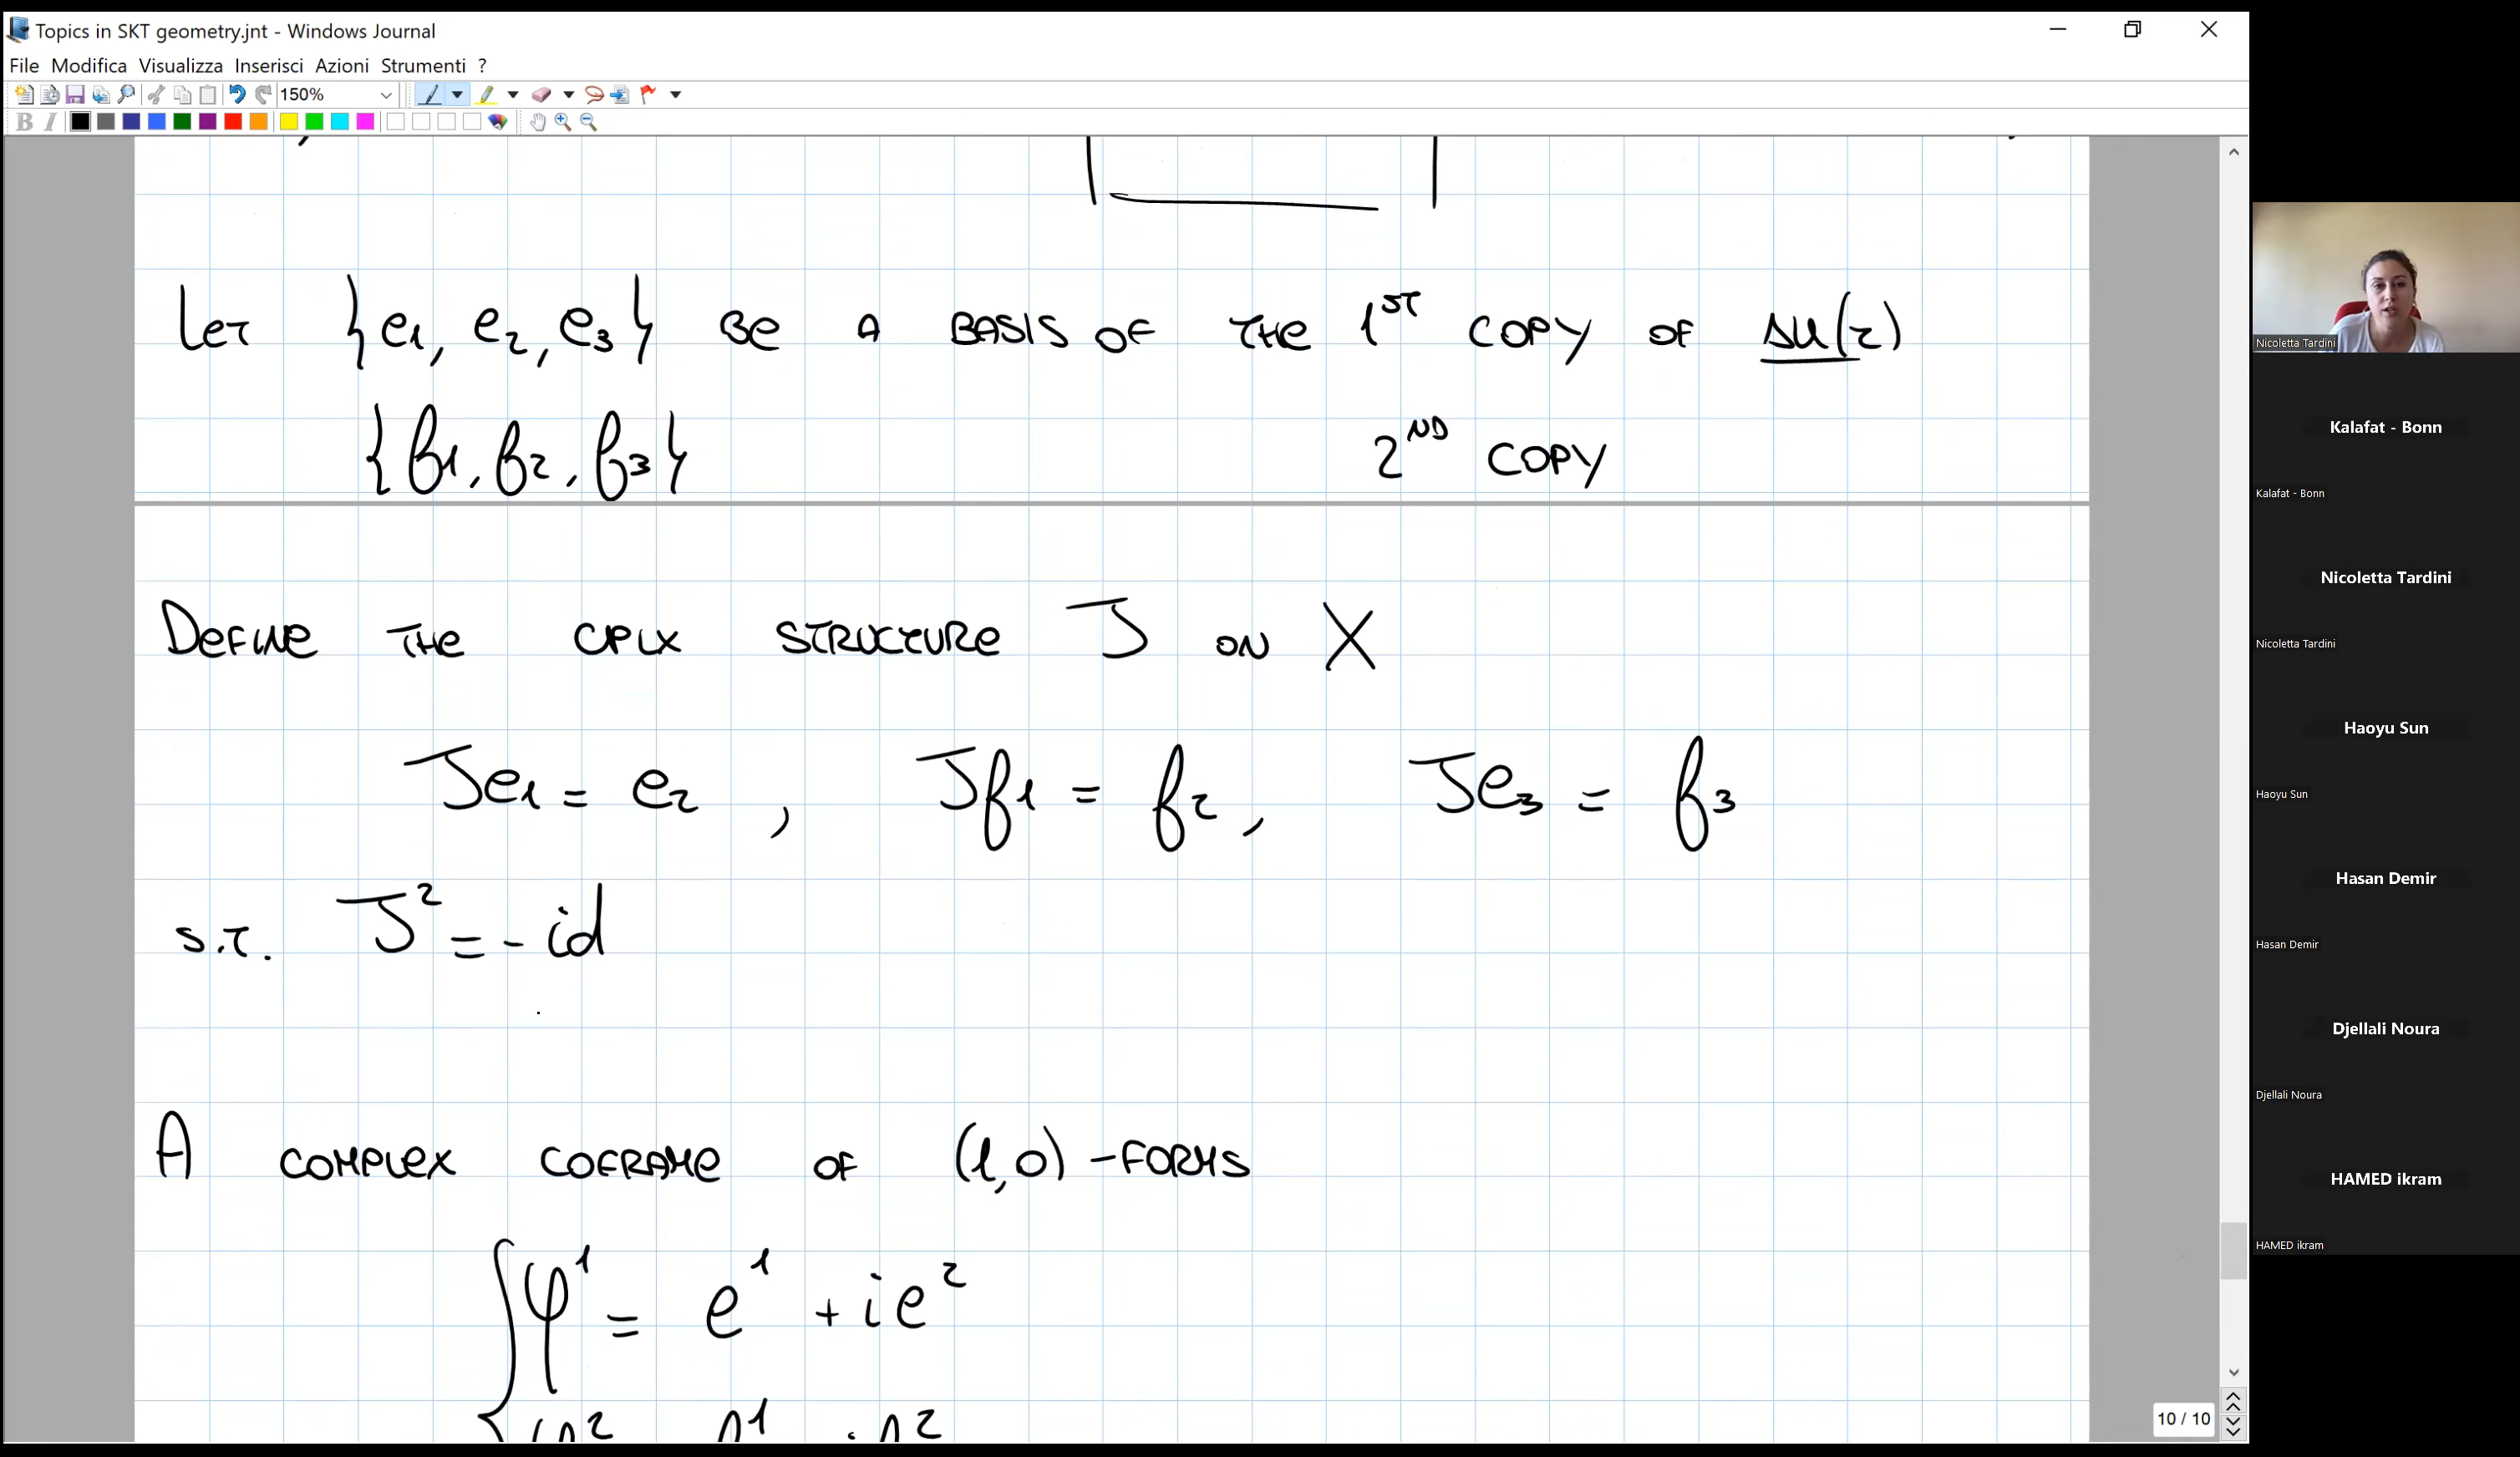 Topics in SKT geometry.jnt - Windows Journal
File Modifica Visualizza Inserisci Azioni Strumenti ?
150%
B I
LET {e1, e2, e3} BE A BASIS OF THE 1ST COPY OF su(2)
{f1, f2, f3} 2ND COPY
DEFINE THE CPLX STRUCTURE J ON X
Je1 = e2 , Jf1 = f2 , Je3 = f3
S.T. J² = - id
A COMPLEX COFRAME OF (1,0) - FORMS
φ¹ = e¹ + ie²
10 / 10
Nicoletta Tardini
Kalafat - Bonn
Kalafat - Bonn
Nicoletta Tardini
Nicoletta Tardini
Haoyu Sun
Haoyu Sun
Hasan Demir
Hasan Demir
Djellali Noura
Djellali Noura
HAMED ikram
HAMED ikram